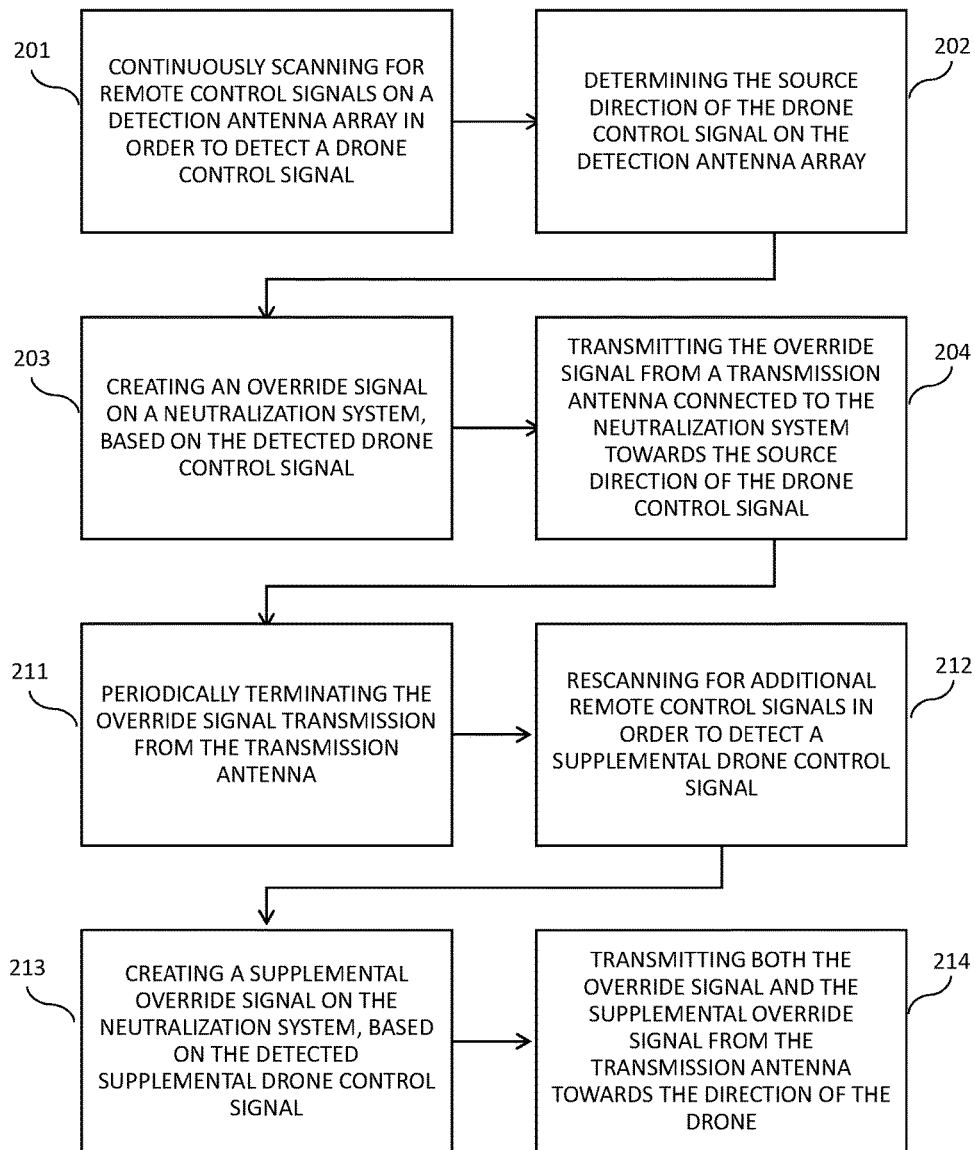 201
CONTINUOUSLY SCANNING FOR
REMOTE CONTROL SIGNALS ON A
DETECTION ANTENNA ARRAY IN
ORDER TO DETECT A DRONE
CONTROL SIGNAL
202
DETERMINING THE SOURCE
DIRECTION OF THE DRONE
CONTROL SIGNAL ON THE
DETECTION ANTENNA ARRAY
203
CREATING AN OVERRIDE SIGNAL
ON A NEUTRALIZATION SYSTEM,
BASED ON THE DETECTED DRONE
CONTROL SIGNAL
204
TRANSMITTING THE OVERRIDE
SIGNAL FROM A TRANSMISSION
ANTENNA CONNECTED TO THE
NEUTRALIZATION SYSTEM
TOWARDS THE SOURCE
DIRECTION OF THE DRONE
CONTROL SIGNAL
211
PERIODICALLY TERMINATING THE
OVERRIDE SIGNAL TRANSMISSION
FROM THE TRANSMISSION
ANTENNA
212
RESCANNING FOR ADDITIONAL
REMOTE CONTROL SIGNALS IN
ORDER TO DETECT A
SUPPLEMENTAL DRONE CONTROL
SIGNAL
213
CREATING A SUPPLEMENTAL
OVERRIDE SIGNAL ON THE
NEUTRALIZATION SYSTEM, BASED
ON THE DETECTED
SUPPLEMENTAL DRONE CONTROL
SIGNAL
214
TRANSMITTING BOTH THE
OVERRIDE SIGNAL AND THE
SUPPLEMENTAL OVERRIDE
SIGNAL FROM THE
TRANSMISSION ANTENNA
TOWARDS THE DIRECTION OF THE
DRONE